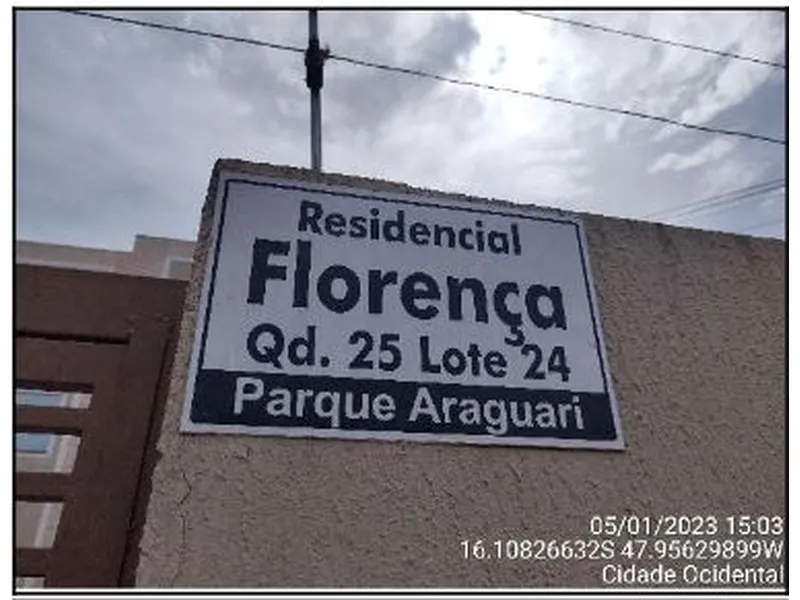 Residencial
Florença
Qd. 25 Lote 24
Parque Araguari
05/01/2023 15:03
16.10826632S 47.95629899W
Cidade Ocidental